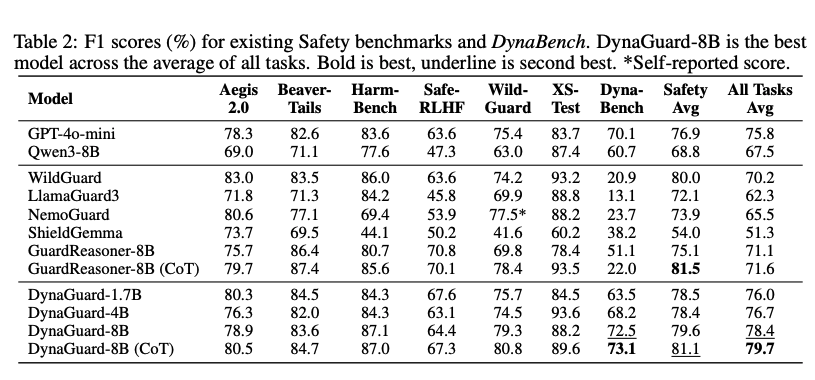 Table 2: F1 scores (%) for existing Safety benchmarks and DynaBench. DynaGuard-8B is the best
model across the average of all tasks. Bold is best, underline is second best. *Self-reported score.
Model Aegis 2.0 Beaver-Tails Harm-Bench Safe-RLHF Wild-Guard XS-Test Dyna-Bench Safety Avg All Tasks Avg
GPT-4o-mini 78.3 82.6 83.6 63.6 75.4 83.7 70.1 76.9 75.8
Qwen3-8B 69.0 71.1 77.6 47.3 63.0 87.4 60.7 68.8 67.5
WildGuard 83.0 83.5 86.0 63.6 74.2 93.2 20.9 80.0 70.2
LlamaGuard3 71.8 71.3 84.2 45.8 69.9 88.8 13.1 72.1 62.3
NemoGuard 80.6 77.1 69.4 53.9 77.5* 88.2 23.7 73.9 65.5
ShieldGemma 73.7 69.5 44.1 50.2 41.6 60.2 38.2 54.0 51.3
GuardReasoner-8B 75.7 86.4 80.7 70.8 69.8 78.4 51.1 75.1 71.1
GuardReasoner-8B (CoT) 79.7 87.4 85.6 70.1 78.4 93.5 22.0 81.5 71.6
DynaGuard-1.7B 80.3 84.5 84.3 67.6 75.7 84.5 63.5 78.5 76.0
DynaGuard-4B 76.3 82.0 84.3 63.1 74.5 93.6 68.2 78.4 76.7
DynaGuard-8B 78.9 83.6 87.1 64.4 79.3 88.2 72.5 79.6 78.4
DynaGuard-8B (CoT) 80.5 84.7 87.0 67.3 80.8 89.6 73.1 81.1 79.7